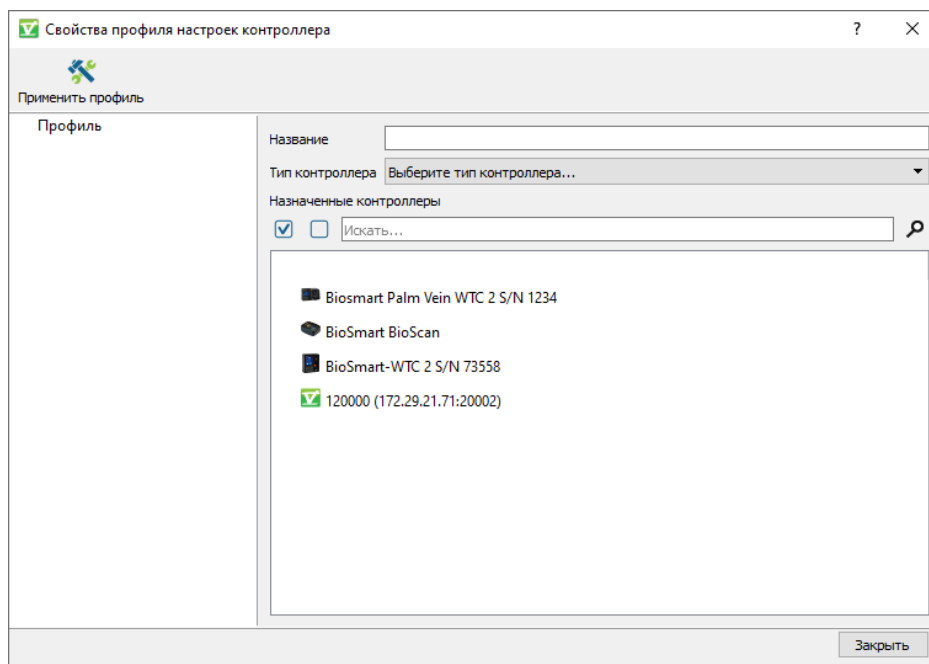 Свойства профиля настроек контроллера
Применить профиль
Профиль
Название
Тип контроллера Выберите тип контроллера...
Назначенные контроллеры
Искать...
Biosmart Palm Vein WTC 2 S/N 1234
BioSmart BioScan
BioSmart-WTC 2 S/N 73558
120000 (172.29.21.71:20002)
Закрыть